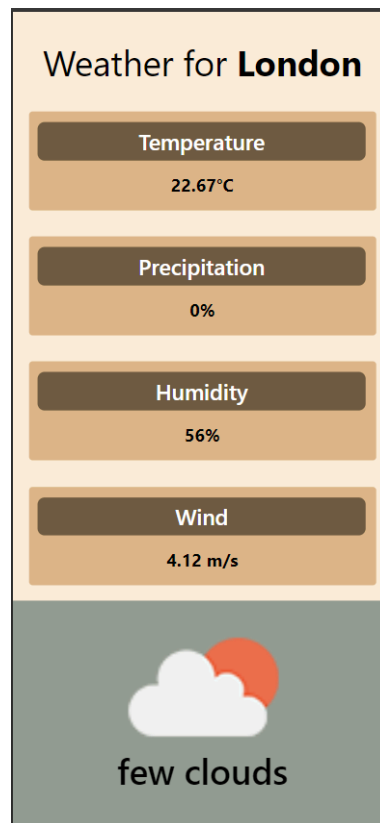 Weather for London
Temperature
22.67°C
Precipitation
0%
Humidity
56%
Wind
4.12 m/s
few clouds